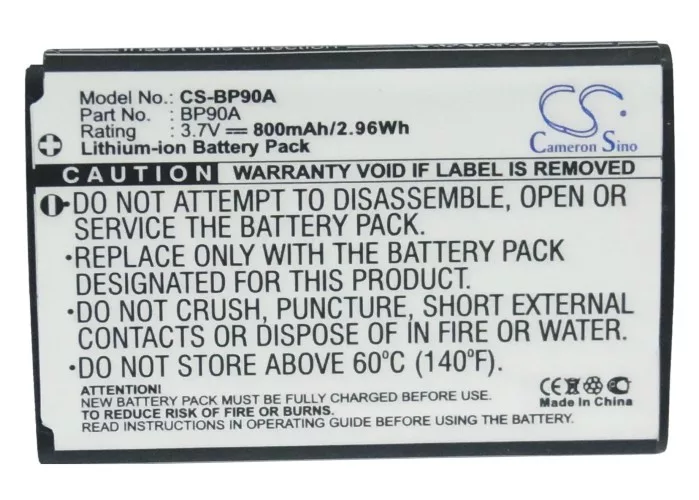 Model No.: CS-BP90A
Part No. : BP90A
Rating : 3.7V 800mAh/2.96Wh
Lithium-ion Battery Pack
CS
Cameron Sino
CAUTION WARRANTY VOID IF LABEL IS REMOVED
•DO NOT ATTEMPT TO DISASSEMBLE, OPEN OR
SERVICE THE BATTERY PACK.
•REPLACE ONLY WITH THE BATTERY PACK
DESIGNATED FOR THIS PRODUCT.
•DO NOT CRUSH, PUNCTURE, SHORT EXTERNAL
CONTACTS OR DISPOSE OF IN FIRE OR WATER.
•DO NOT STORE ABOVE 60°C (140°F).
ATTENTION:
NEW BATTERY PACK MUST BE FULLY CHARGED BEFORE USE.
TO REDUCE RISK OF FIRE OR BURNS.
READ INSTRUCTIONS IN OWNER'S MANUAL BEFORE USING THE BATTERY.
CE
Made In China